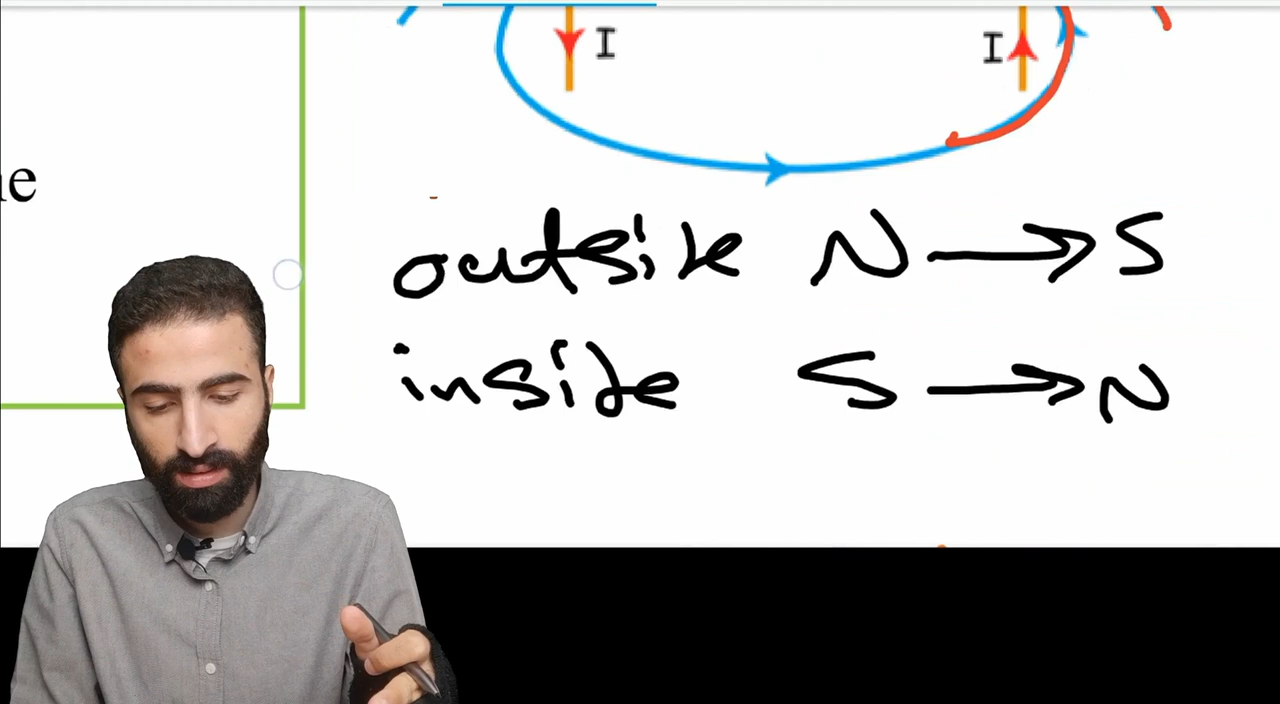 I I
outside N → S
inside S → N